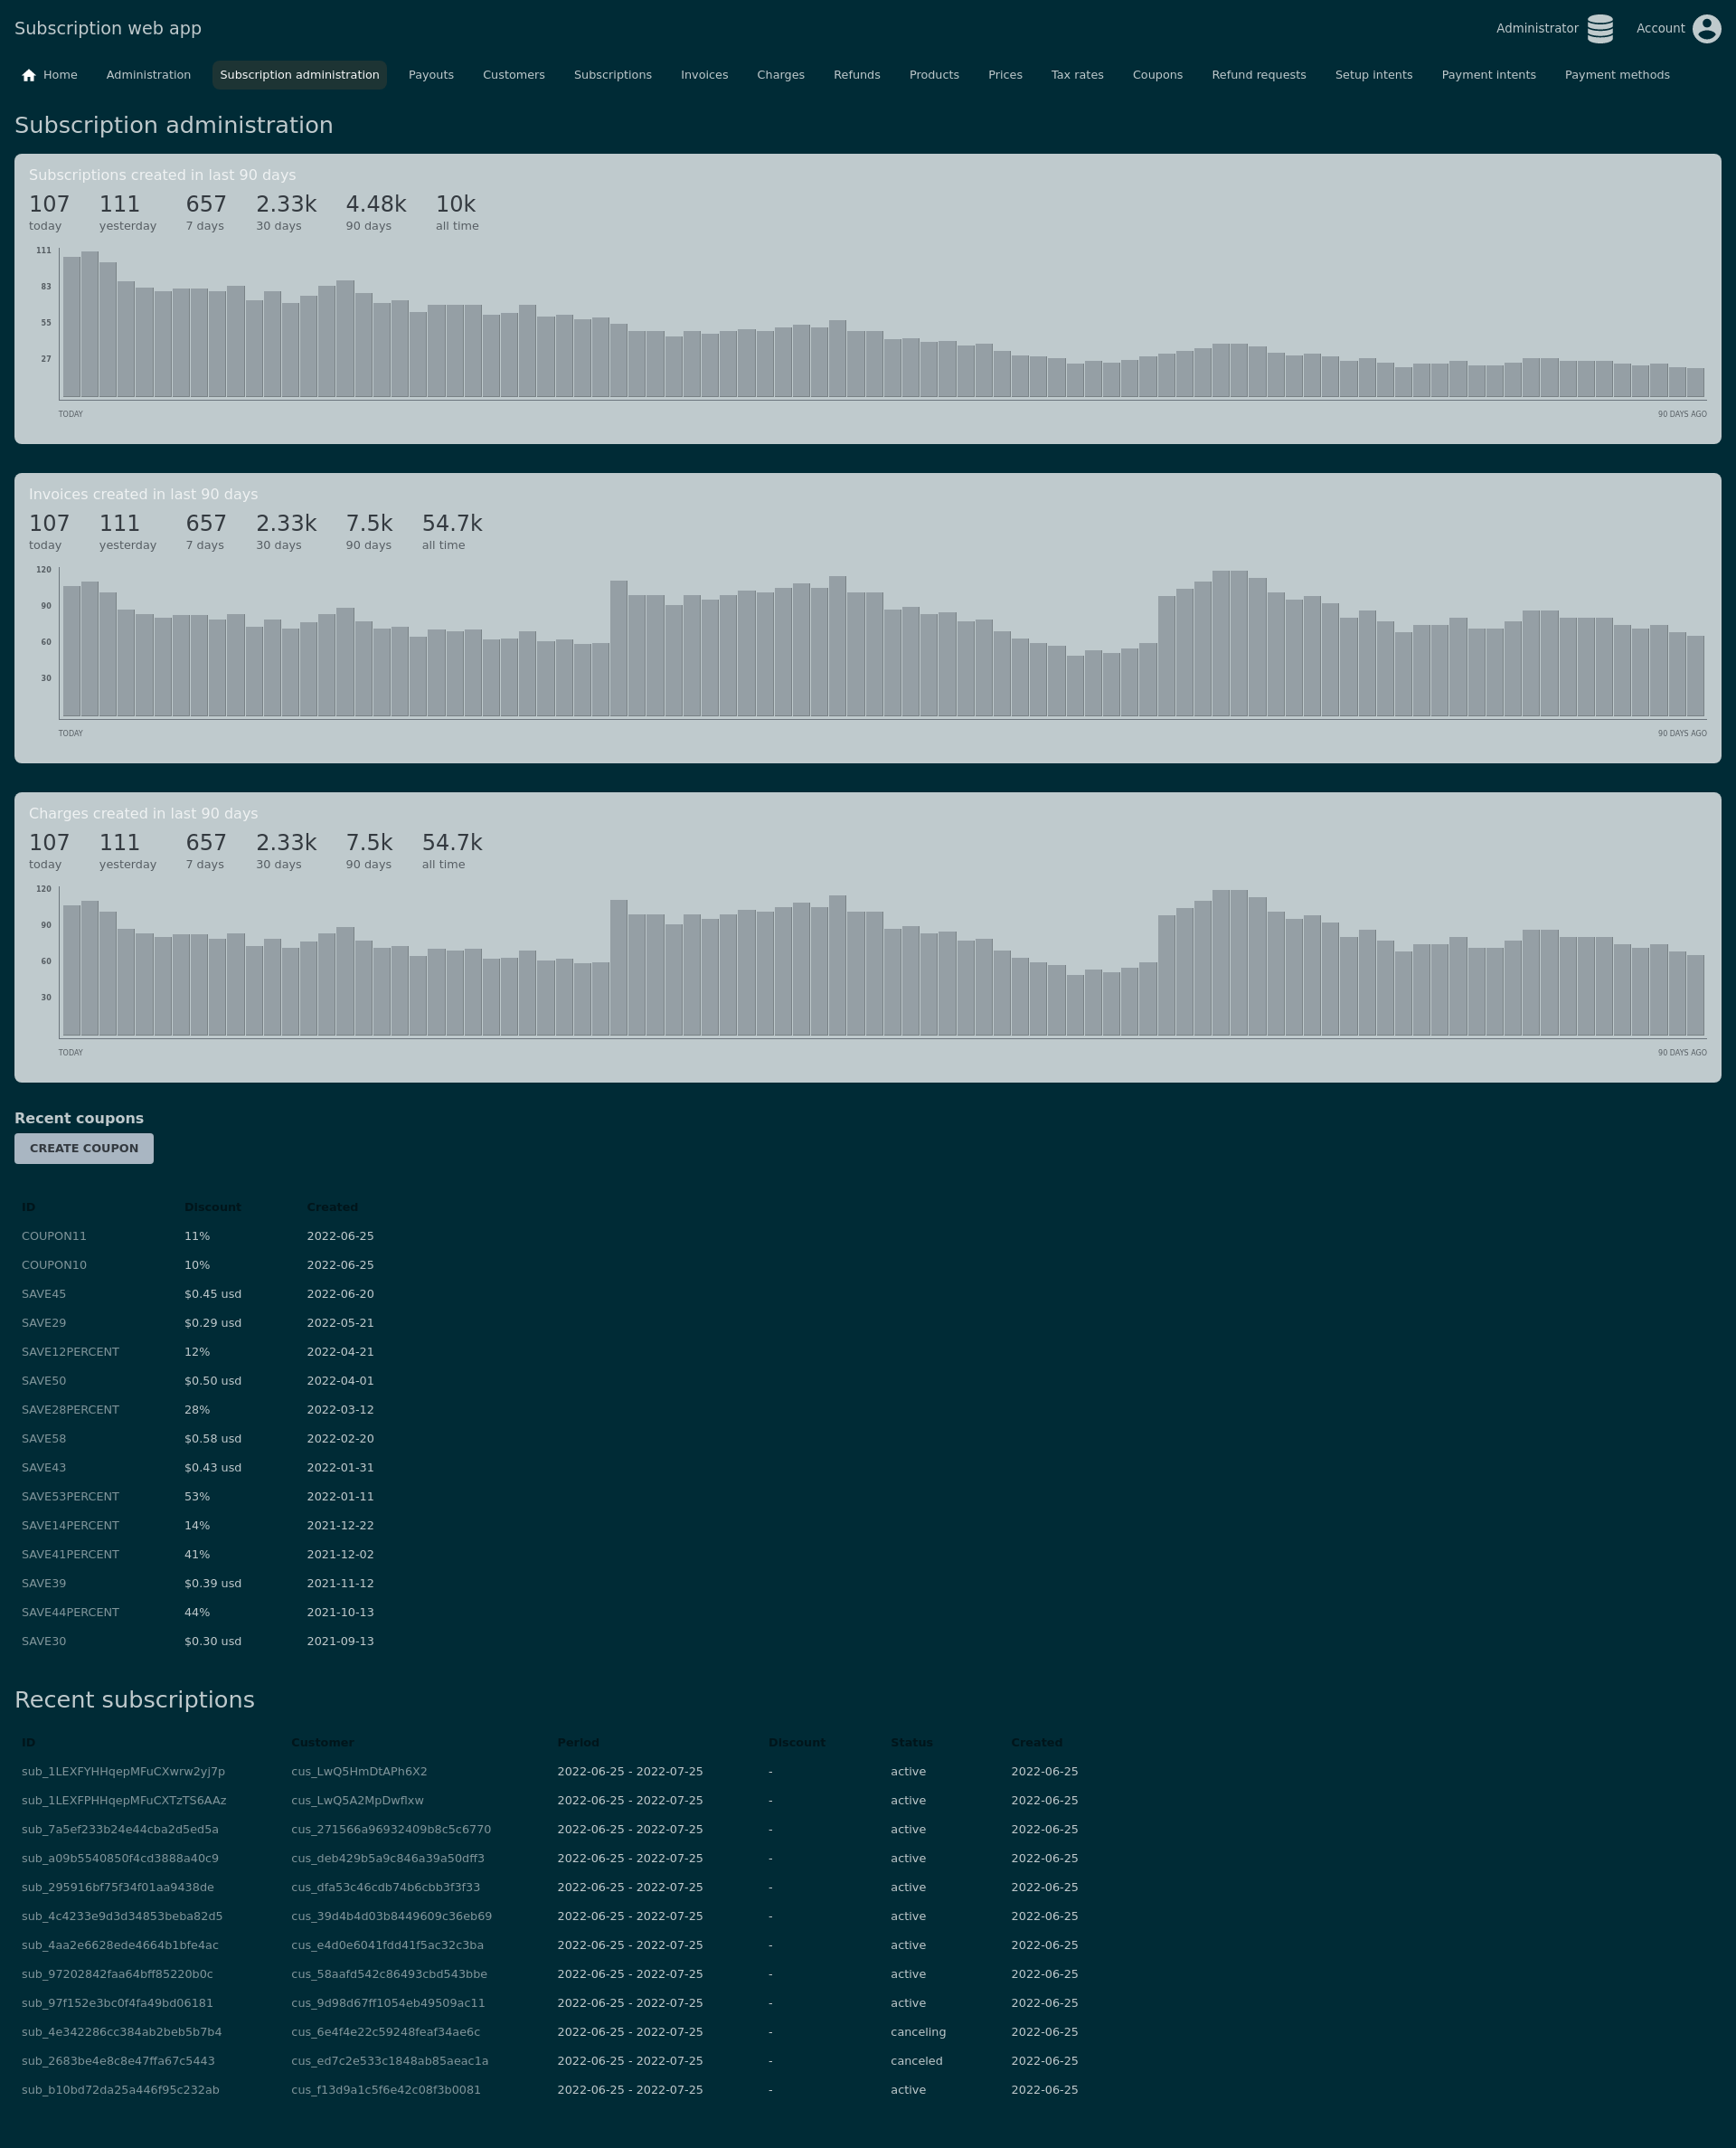 Subscription web app
Administrator
Account
Home Administration Subscription administration Payouts Customers Subscriptions Invoices Charges Refunds Products Prices Tax rates Coupons Refund requests Setup intents Payment intents Payment methods
Subscription administration
Subscriptions created in last 90 days
107 111 657 2.33k 4.48k 10k
today yesterday 7 days 30 days 90 days all time
111
83
55
27
TODAY 90 DAYS AGO
Invoices created in last 90 days
107 111 657 2.33k 7.5k 54.7k
today yesterday 7 days 30 days 90 days all time
120
90
60
30
TODAY 90 DAYS AGO
Charges created in last 90 days
107 111 657 2.33k 7.5k 54.7k
today yesterday 7 days 30 days 90 days all time
120
90
60
30
TODAY 90 DAYS AGO
Recent coupons
CREATE COUPON
ID Discount Created
COUPON11 11% 2022-06-25
COUPON10 10% 2022-06-25
SAVE45 $0.45 usd 2022-06-20
SAVE29 $0.29 usd 2022-05-21
SAVE12PERCENT 12% 2022-04-21
SAVE50 $0.50 usd 2022-04-01
SAVE28PERCENT 28% 2022-03-12
SAVE58 $0.58 usd 2022-02-20
SAVE43 $0.43 usd 2022-01-31
SAVE53PERCENT 53% 2022-01-11
SAVE14PERCENT 14% 2021-12-22
SAVE41PERCENT 41% 2021-12-02
SAVE39 $0.39 usd 2021-11-12
SAVE44PERCENT 44% 2021-10-13
SAVE30 $0.30 usd 2021-09-13
Recent subscriptions
ID Customer Period Discount Status Created
sub_1LEXFYHHqepMFuCXwrw2yj7p cus_LwQ5HmDtAPh6X2 2022-06-25 - 2022-07-25 - active 2022-06-25
sub_1LEXFPHHqepMFuCXTzTS6AAz cus_LwQ5A2MpDwflxw 2022-06-25 - 2022-07-25 - active 2022-06-25
sub_7a5ef233b24e44cba2d5ed5a cus_271566a96932409b8c5c6770 2022-06-25 - 2022-07-25 - active 2022-06-25
sub_a09b5540850f4cd3888a40c9 cus_deb429b5a9c846a39a50dff3 2022-06-25 - 2022-07-25 - active 2022-06-25
sub_295916bf75f34f01aa9438de cus_dfa53c46cdb74b6cbb3f3f33 2022-06-25 - 2022-07-25 - active 2022-06-25
sub_4c4233e9d3d34853beba82d5 cus_39d4b4d03b8449609c36eb69 2022-06-25 - 2022-07-25 - active 2022-06-25
sub_4aa2e6628ede4664b1bfe4ac cus_e4d0e6041fdd41f5ac32c3ba 2022-06-25 - 2022-07-25 - active 2022-06-25
sub_97202842faa64bff85220b0c cus_58aafd542c86493cbd543bbe 2022-06-25 - 2022-07-25 - active 2022-06-25
sub_97f152e3bc0f4fa49bd06181 cus_9d98d67ff1054eb49509ac11 2022-06-25 - 2022-07-25 - active 2022-06-25
sub_4e342286cc384ab2beb5b7b4 cus_6e4f4e22c59248feaf34ae6c 2022-06-25 - 2022-07-25 - canceling 2022-06-25
sub_2683be4e8c8e47ffa67c5443 cus_ed7c2e533c1848ab85aeac1a 2022-06-25 - 2022-07-25 - canceled 2022-06-25
sub_b10bd72da25a446f95c232ab cus_f13d9a1c5f6e42c08f3b0081 2022-06-25 - 2022-07-25 - active 2022-06-25